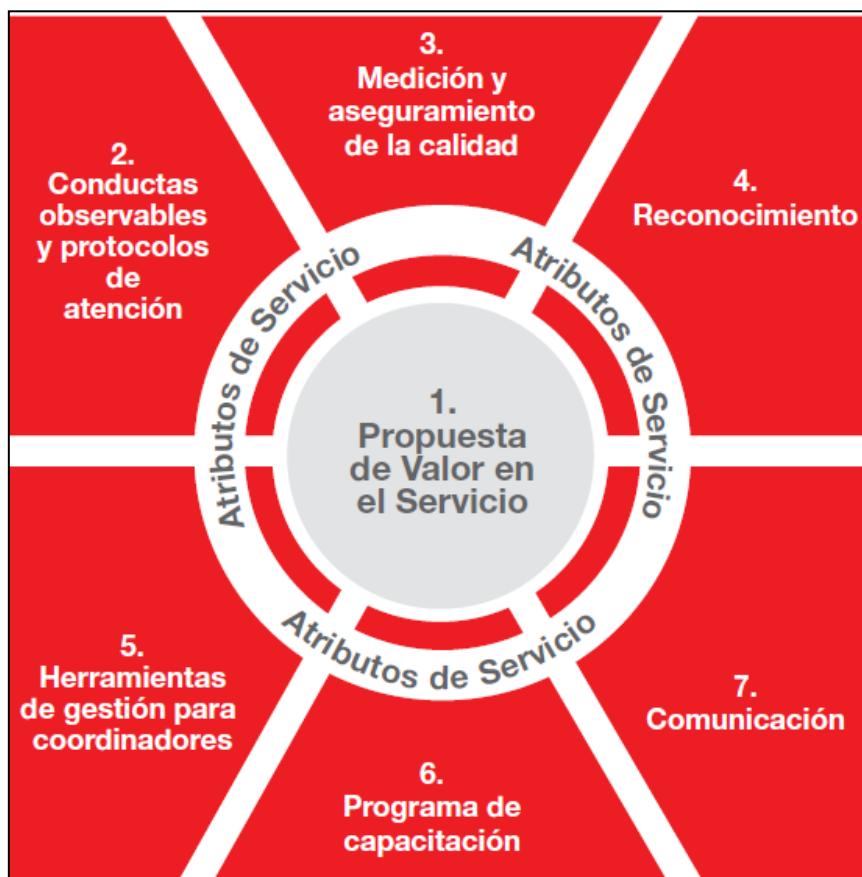 3.
Medición y
aseguramiento
de la calidad
2.
Conductas
observables
y protocolos
de
atención
4.
Reconocimiento
Atributos de Servicio
Atributos de Servicio
1.
Propuesta
de Valor en
el Servicio
Atributos de Servicio
5.
Herramientas
de gestión para
coordinadores
6.
Programa de
capacitación
7.
Comunicación